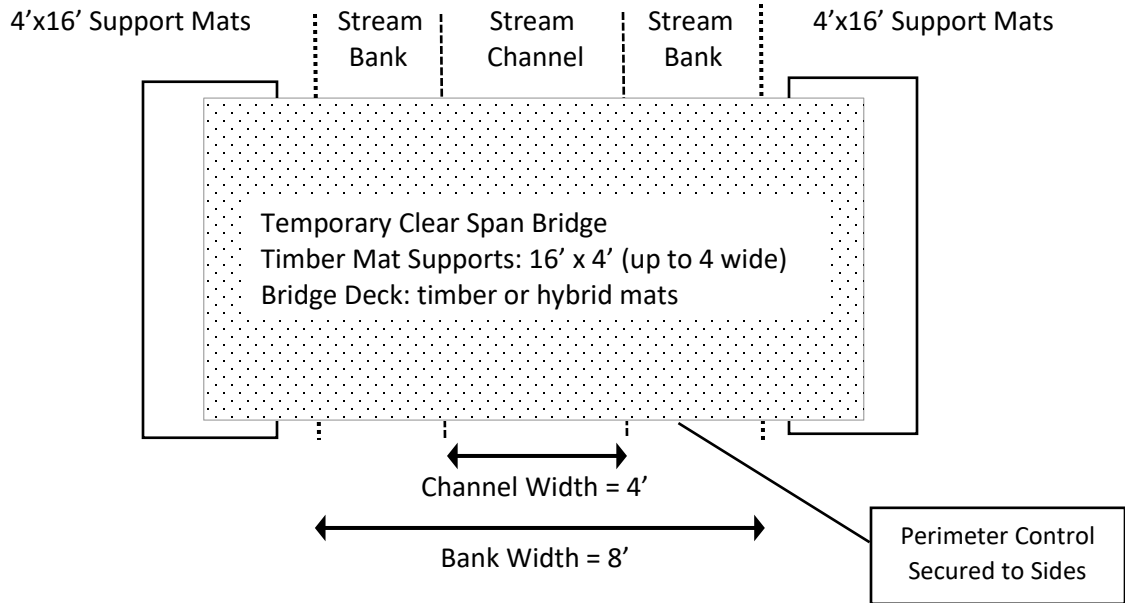 4’x16’ Support Mats
Stream
Bank
Stream
Channel
Stream
Bank
4’x16’ Support Mats
Temporary Clear Span Bridge
Timber Mat Supports: 16’ x 4’ (up to 4 wide)
Bridge Deck: timber or hybrid mats
Channel Width = 4’
Bank Width = 8’
Perimeter Control
Secured to Sides